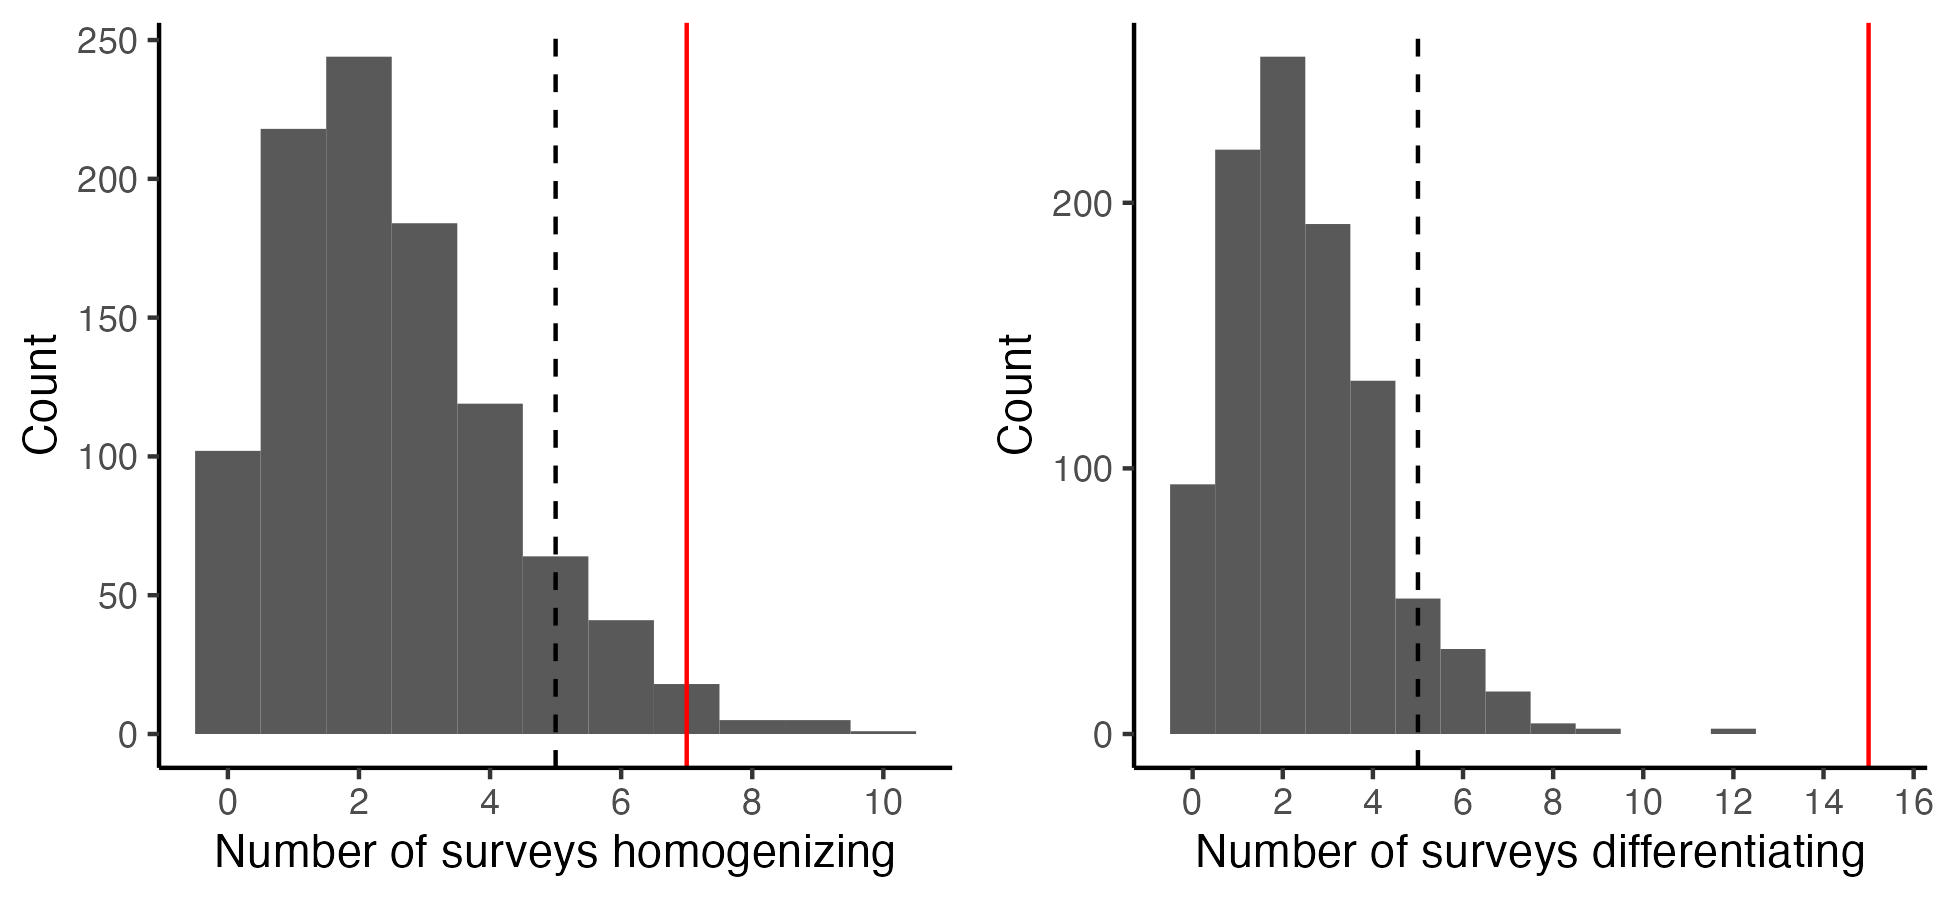 250
200
150
100
50
0
Count
0 2 4 6 8 10
Number of surveys homogenizing
200
100
0
Count
0 2 4 6 8 10 12 14 16
Number of surveys differentiating